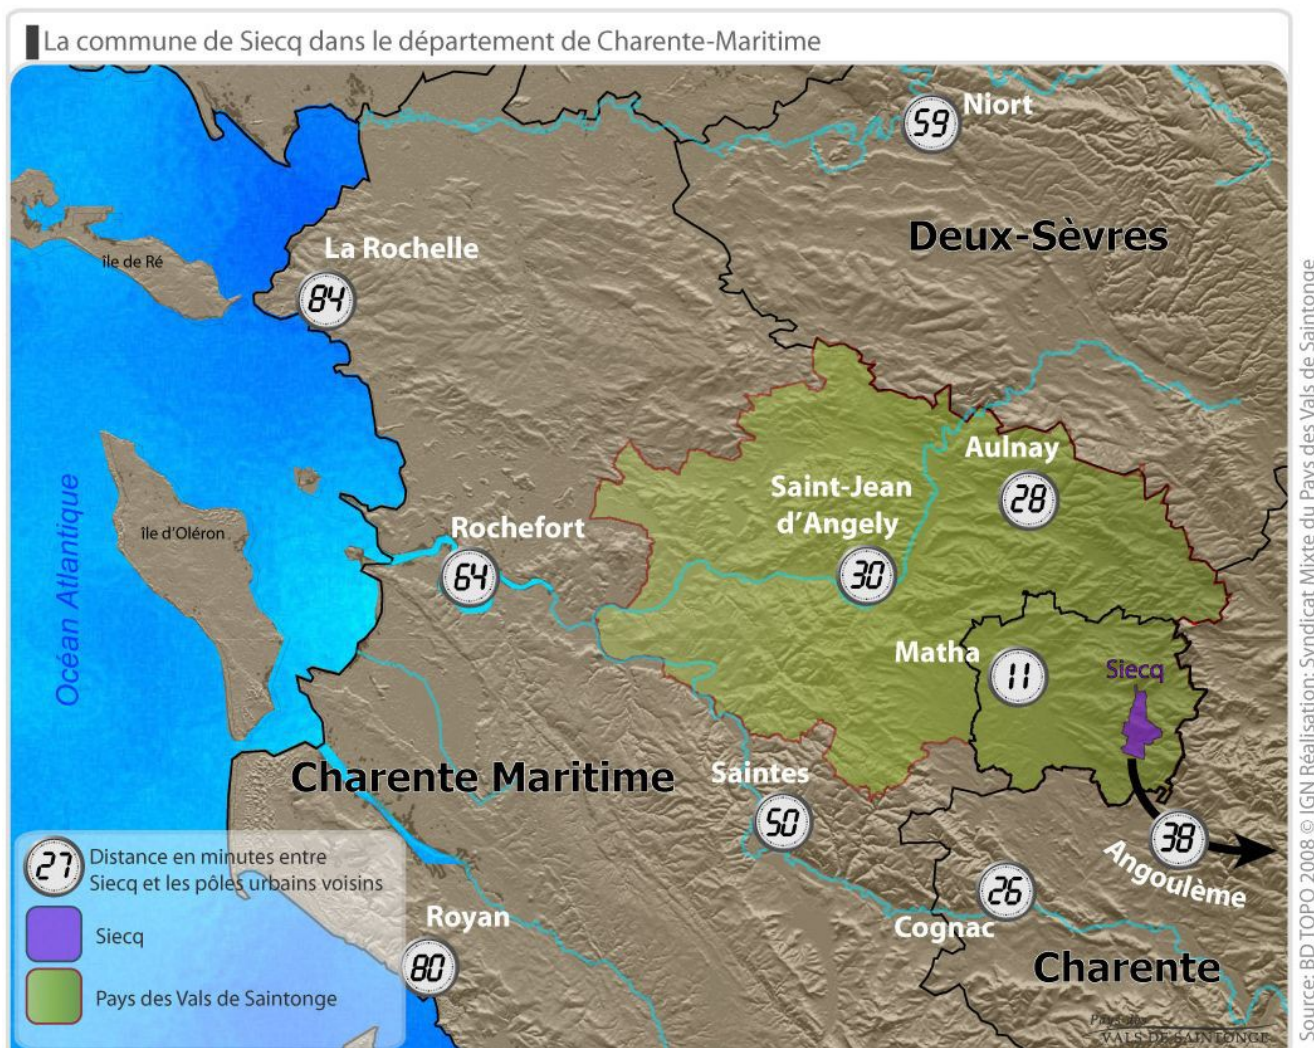 La commune de Siecq dans le département de Charente-Maritime
59
Niort
Deux-Sèvres
La Rochelle
île de Ré
84
Aulnay
28
Saint-Jean
d'Angely
30
Océan Atlantique
île d'Oléron
Rochefort
64
Matha
11
Siecq
Charente Maritime
Saintes
50
38
Angoulème
26
Cognac
Charente
Royan
80
27
Distance en minutes entre
Siecq et les pôles urbains voisins
Siecq
Pays des Vals de Saintonge
VALS DE SAINTONGE
Source: BD TOPO 2008 © IGN Réalisation: Syndicat Mixte du Pays des Vals de Saintonge